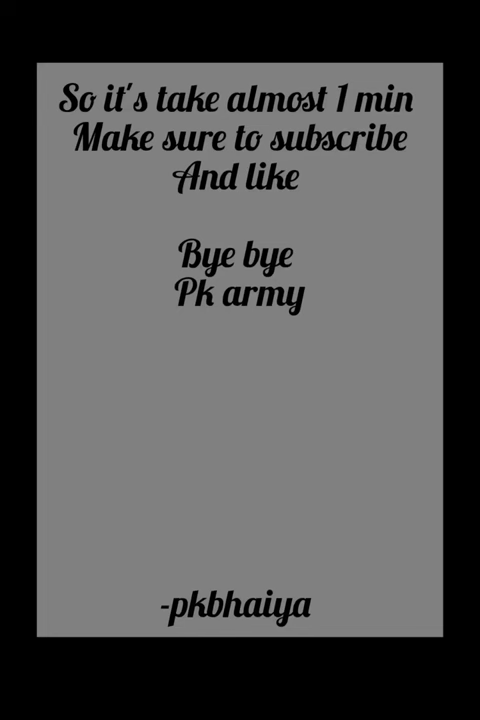 So it's take almost 1 min
Make sure to subscribe
And like
Bye bye
Pk army
-pkbhaiya